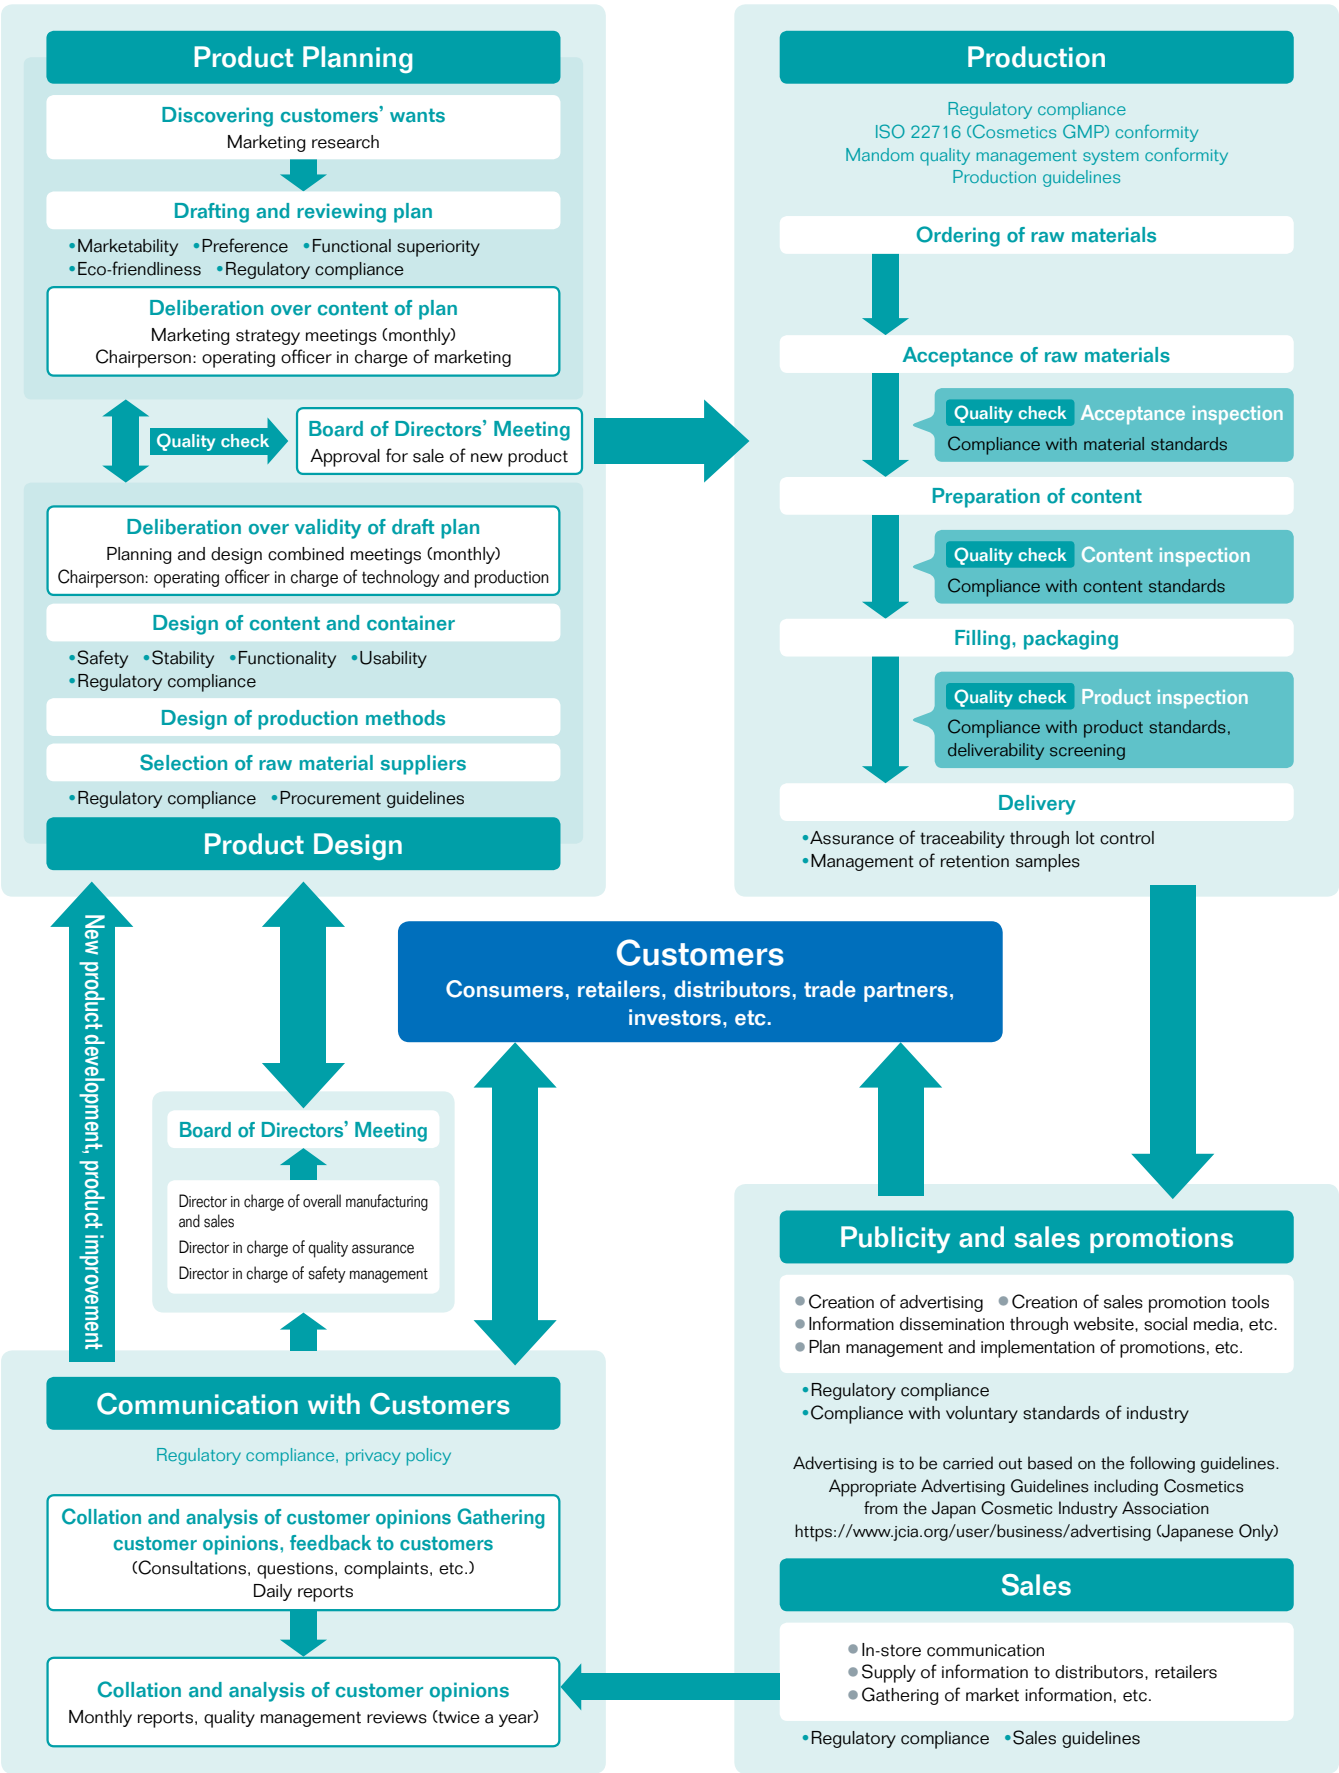 Product Planning
Discovering customers' wants
Marketing research
Drafting and reviewing plan
•Marketability •Preference •Functional superiority
•Eco-friendliness •Regulatory compliance
Deliberation over content of plan
Marketing strategy meetings (monthly)
Chairperson: operating officer in charge of marketing
Quality check
Board of Directors' Meeting
Approval for sale of new product
Deliberation over validity of draft plan
Planning and design combined meetings (monthly)
Chairperson: operating officer in charge of technology and production
Design of content and container
•Safety •Stability •Functionality •Usability
•Regulatory compliance
Design of production methods
Selection of raw material suppliers
•Regulatory compliance •Procurement guidelines
Product Design
Production
Regulatory compliance
ISO 22716 (Cosmetics GMP) conformity
Mandom quality management system conformity
Production guidelines
Ordering of raw materials
Acceptance of raw materials
Quality check Acceptance inspection
Compliance with material standards
Preparation of content
Quality check Content inspection
Compliance with content standards
Filling, packaging
Quality check Product inspection
Compliance with product standards,
deliverability screening
Delivery
•Assurance of traceability through lot control
•Management of retention samples
New product development, product improvement
Customers
Consumers, retailers, distributors, trade partners,
investors, etc.
Board of Directors' Meeting
Director in charge of overall manufacturing
and sales
Director in charge of quality assurance
Director in charge of safety management
Communication with Customers
Regulatory compliance, privacy policy
Collation and analysis of customer opinions Gathering
customer opinions, feedback to customers
(Consultations, questions, complaints, etc.)
Daily reports
Collation and analysis of customer opinions
Monthly reports, quality management reviews (twice a year)
Publicity and sales promotions
●Creation of advertising ●Creation of sales promotion tools
●Information dissemination through website, social media, etc.
●Plan management and implementation of promotions, etc.
•Regulatory compliance
•Compliance with voluntary standards of industry
Advertising is to be carried out based on the following guidelines.
Appropriate Advertising Guidelines including Cosmetics
from the Japan Cosmetic Industry Association
https://www.jcia.org/user/business/advertising (Japanese Only)
Sales
●In-store communication
●Supply of information to distributors, retailers
●Gathering of market information, etc.
•Regulatory compliance •Sales guidelines